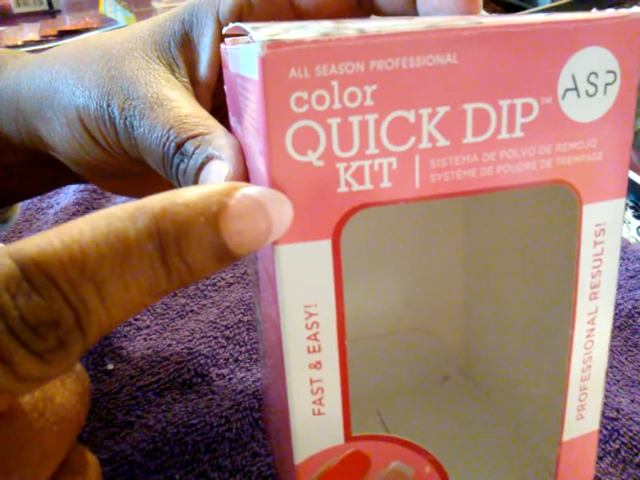 ALL SEASON PROFESSIONAL
ASP
color
QUICK DIP™
KIT
SISTEMA DE POLVO DE REMOJO
SYSTÈME DE POUDRE DE TREMPAGE
FAST & EASY!
PROFESSIONAL RESULTS!